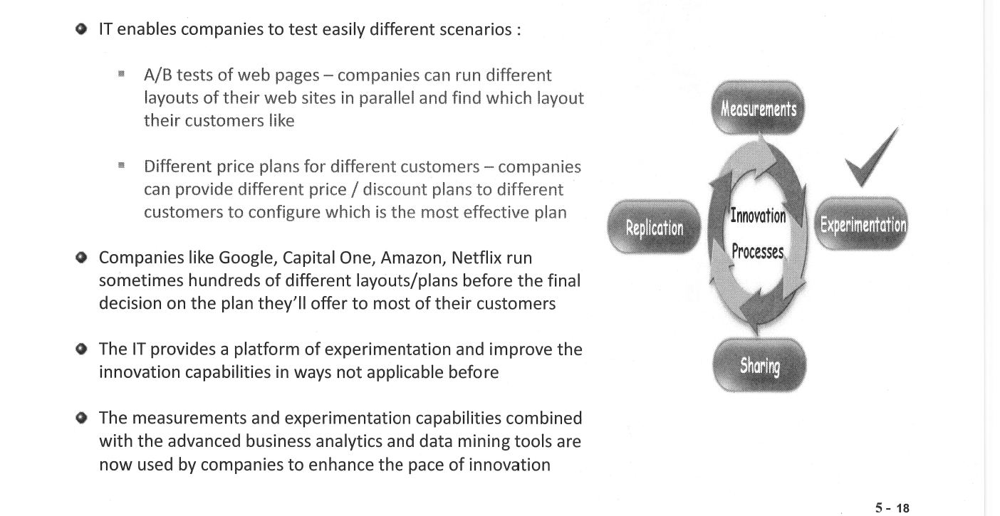 IT enables companies to test easily different scenarios :
A/B tests of web pages – companies can run different
layouts of their web sites in parallel and find which layout
their customers like
Different price plans for different customers – companies
can provide different price / discount plans to different
customers to configure which is the most effective plan
Companies like Google, Capital One, Amazon, Netflix run
sometimes hundreds of different layouts/plans before the final
decision on the plan they'll offer to most of their customers
The IT provides a platform of experimentation and improve the
innovation capabilities in ways not applicable before
The measurements and experimentation capabilities combined
with the advanced business analytics and data mining tools are
now used by companies to enhance the pace of innovation
Measurements
Replication
Innovation
Processes
Experimentation
Sharing
5 - 18